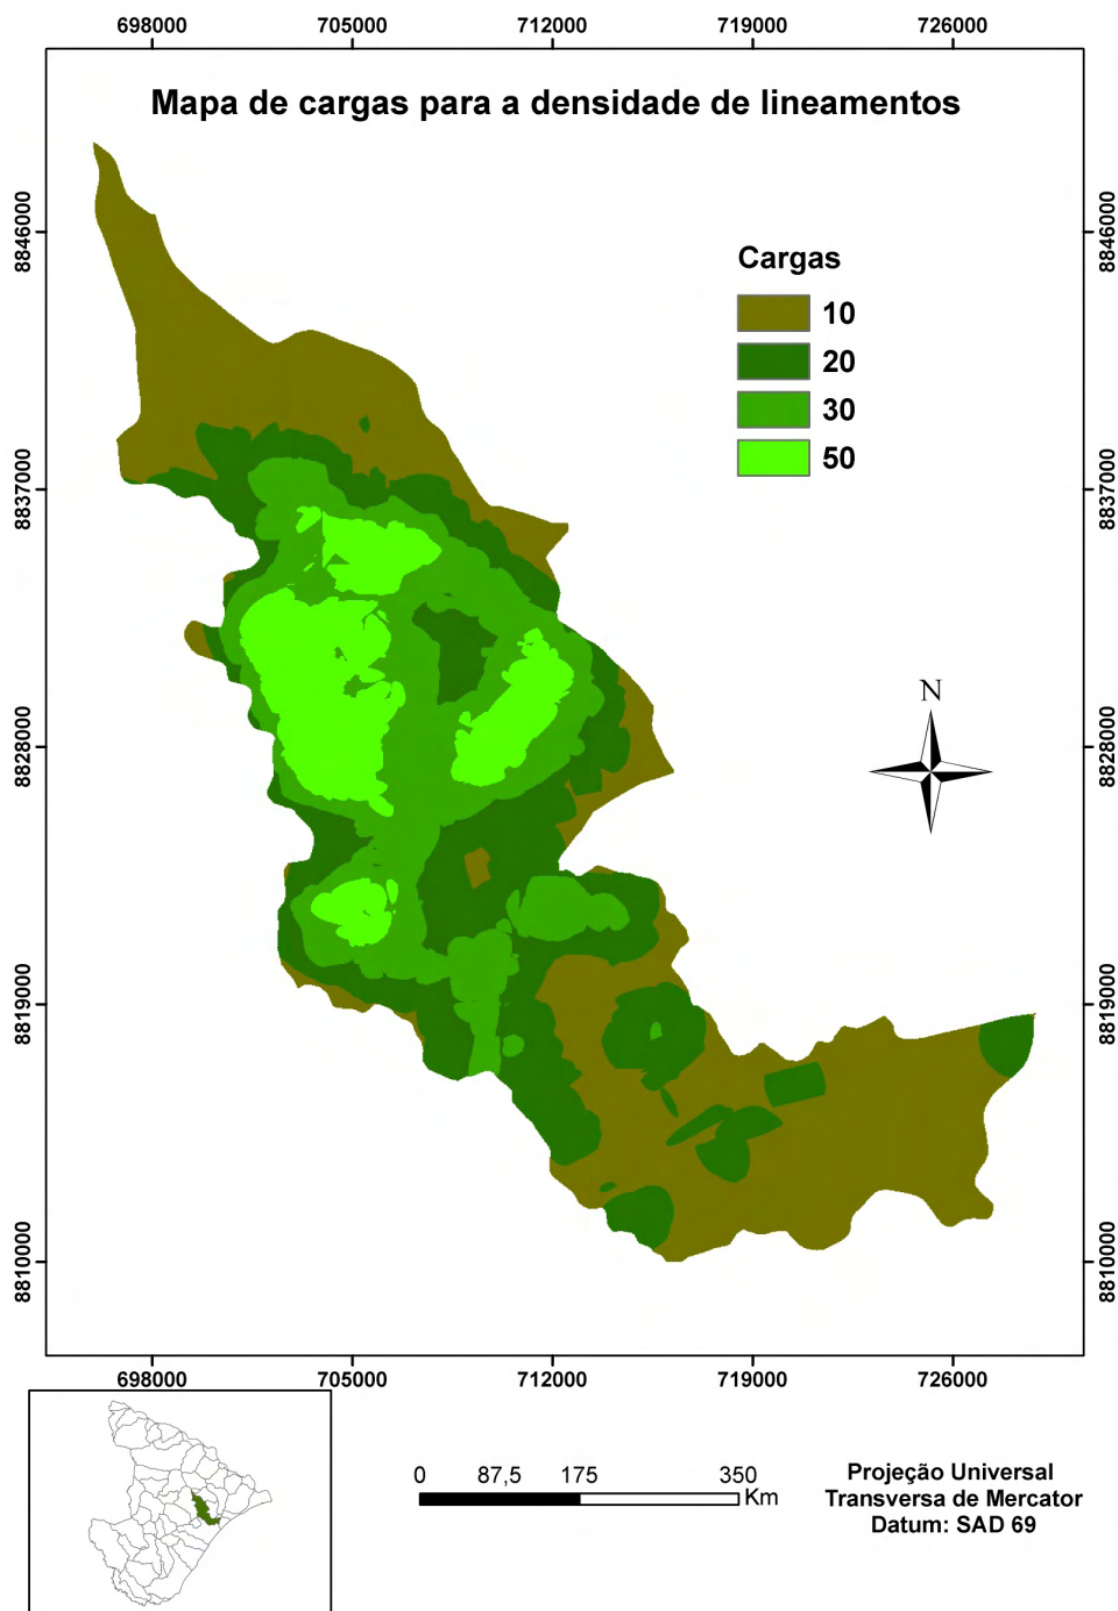 698000 705000 712000 719000 726000
Mapa de cargas para a densidade de lineamentos
8846000 8846000
Cargas
10
20
30
50
8837000 8837000
N
8828000 8828000
8819000 8819000
8810000 8810000
698000 705000 712000 719000 726000
0 87,5 175 350
Km
Projeção Universal
Transversa de Mercator
Datum: SAD 69